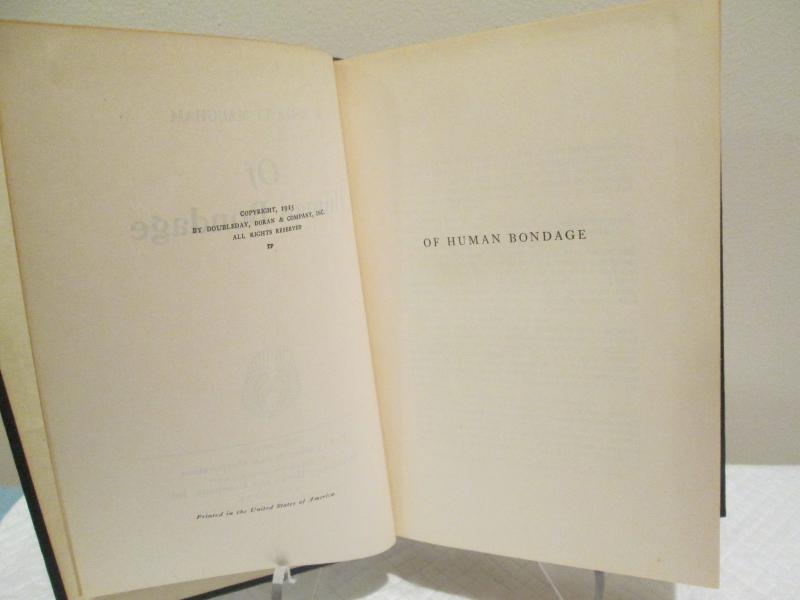 COPYRIGHT, 1915
BY DOUBLEDAY, DORAN & COMPANY, INC.
ALL RIGHTS RESERVED
TP
Printed in the United States of America.
OF HUMAN BONDAGE